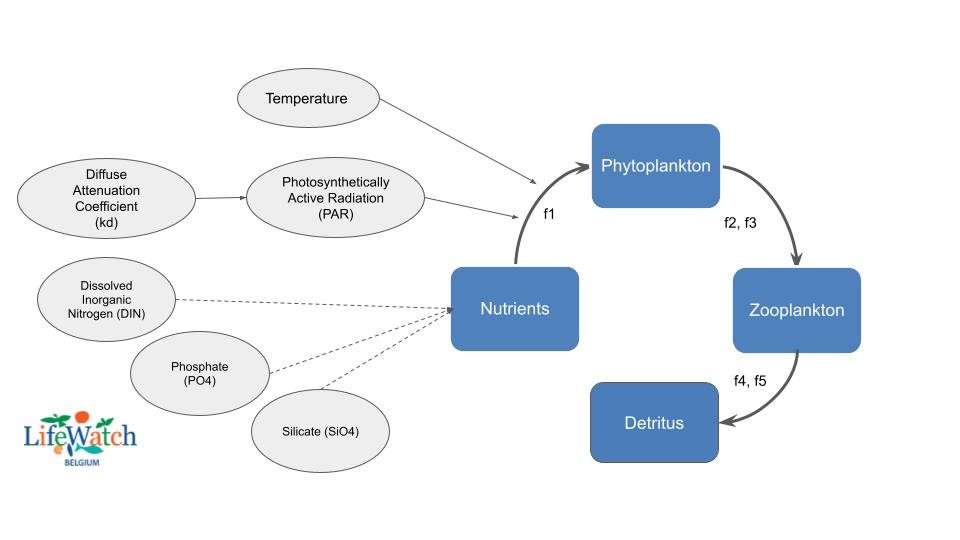 Temperature
Phytoplankton
Diffuse
Attenuation
Coefficient
(kd)
Photosynthetically
Active Radiation
(PAR)
f1
f2, f3
Dissolved
Inorganic
Nitrogen (DIN)
Nutrients
Zooplankton
Phosphate
(PO4)
f4, f5
Silicate (SiO4)
Detritus
LifeWatch
BELGIUM